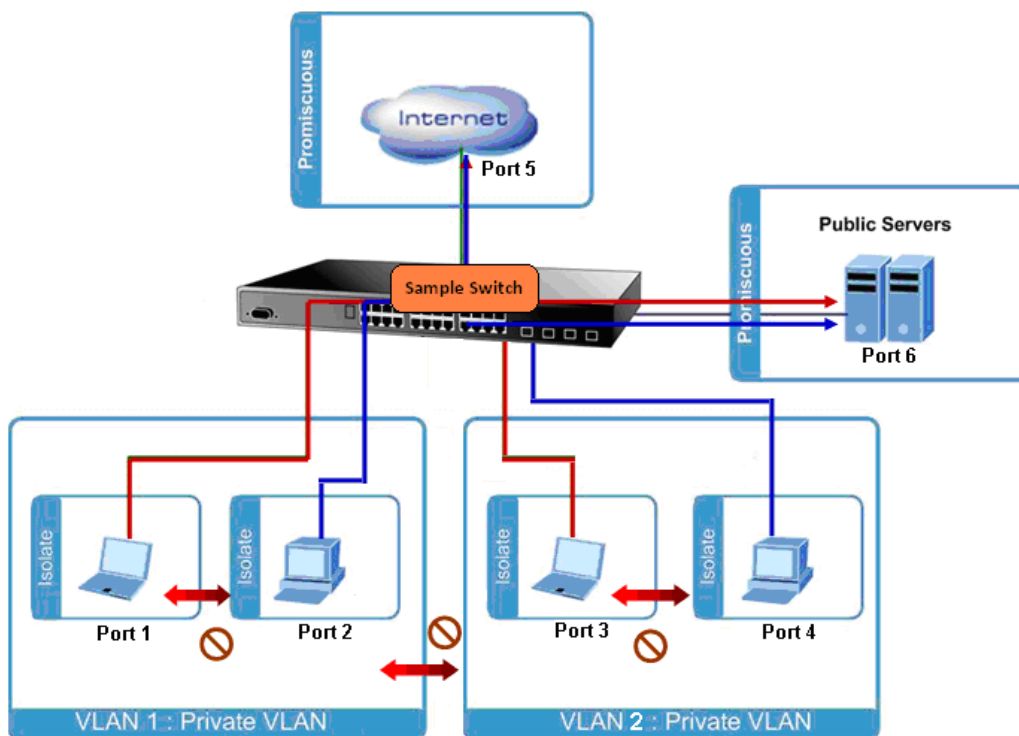 Promiscuous
Internet
Port 5
Promiscuous
Public Servers
Port 6
Sample Switch
Isolate
Port 1
Isolate
Port 2
Isolate
Port 3
Isolate
Port 4
VLAN 1 : Private VLAN
VLAN 2 : Private VLAN